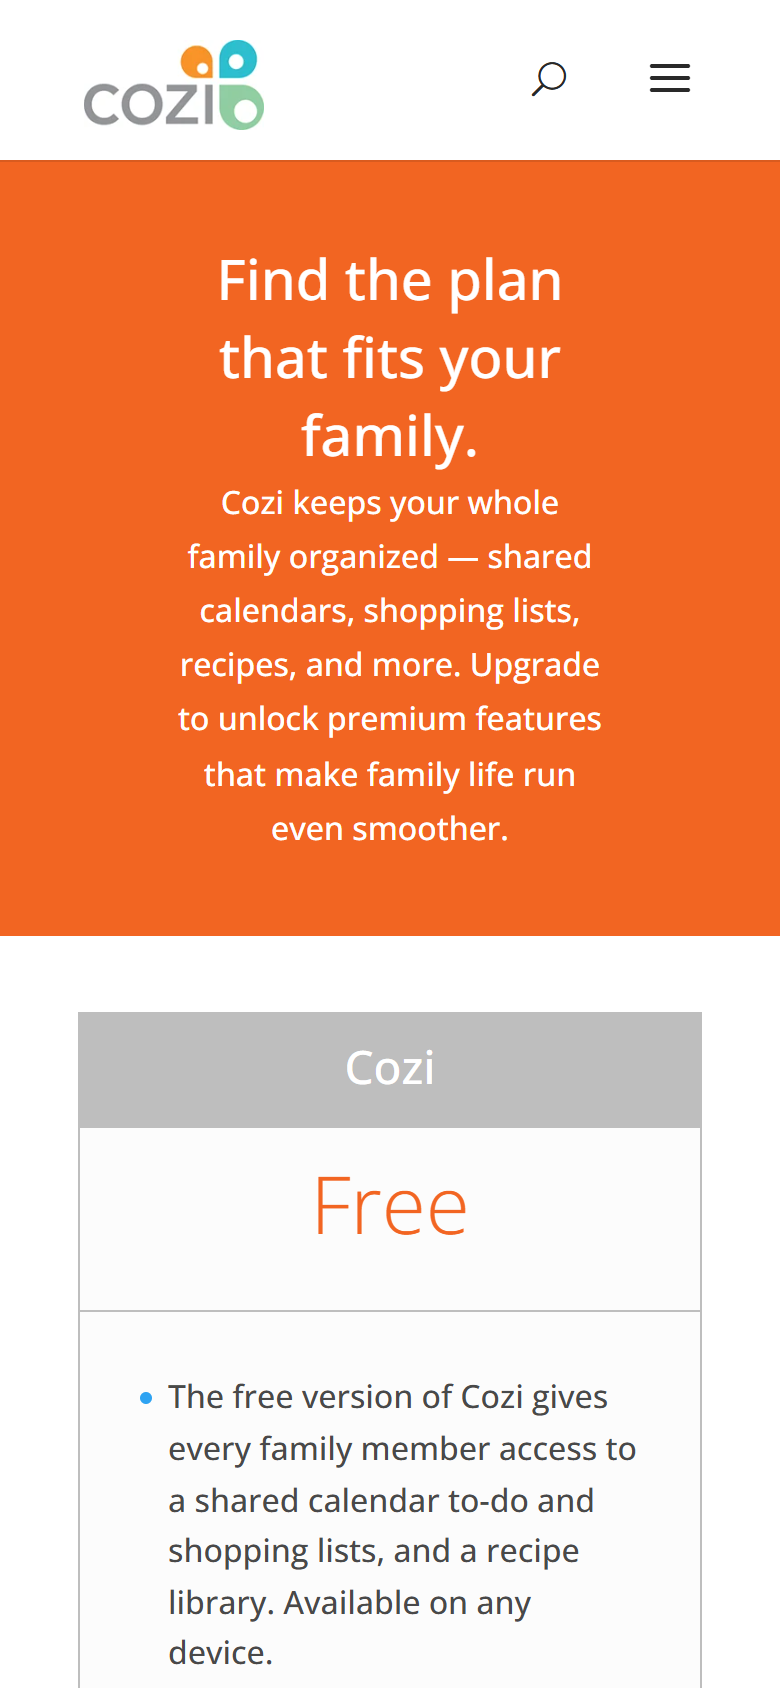 cozi
Find the plan
that fits your
family.
Cozi keeps your whole
family organized — shared
calendars, shopping lists,
recipes, and more. Upgrade
to unlock premium features
that make family life run
even smoother.
Cozi
Free
The free version of Cozi gives
every family member access to
a shared calendar to-do and
shopping lists, and a recipe
library. Available on any
device.